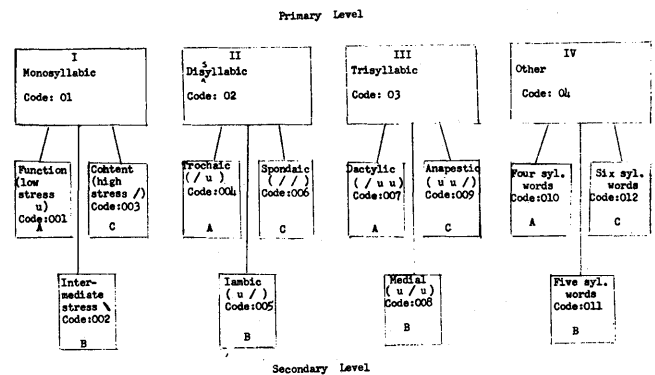 Primary Level
I
Monosyllabic
Code: 01
II
s
Disyllabic
^
Code: 02
III
Trisyllabic
Code: 03
IV
Other
Code: 04
Function
(low
stress
u)
Code:001
A
Content
(high
stress /)
Code:003
C
Trochaic
( / u )
Code:004
A
Spondaic
( / / )
Code:006
C
Dactylic
( / u u )
Code:007
A
Anapestic
( u u / )
Code:009
C
Four syl.
words
Code:010
A
Six syl.
words
Code:012
C
Inter-
mediate
stress \
Code:002
B
Iambic
( u / )
Code:005
B
Medial
( u / u )
Code:008
B
Five syl.
words
Code:011
B
Secondary Level